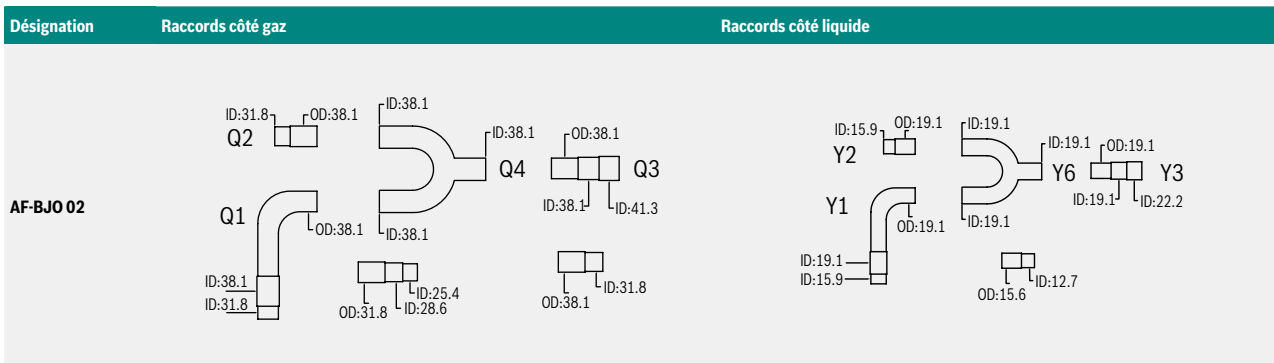 Désignation Raccords côté gaz Raccords côté liquide
AF-BJO 02
ID:31.8 OD:38.1
Q2
ID:38.1
ID:38.1
Q4
OD:38.1
Q3
ID:38.1
ID:41.3
Q1
OD:38.1
ID:38.1
ID:38.1
ID:31.8
OD:31.8
ID:28.6
ID:25.4
OD:38.1
ID:31.8
ID:15.9 OD:19.1
Y2
ID:19.1
ID:19.1
Y6
OD:19.1
Y3
ID:19.1
ID:22.2
Y1
OD:19.1
ID:19.1
ID:19.1
ID:15.9
OD:15.6
ID:12.7